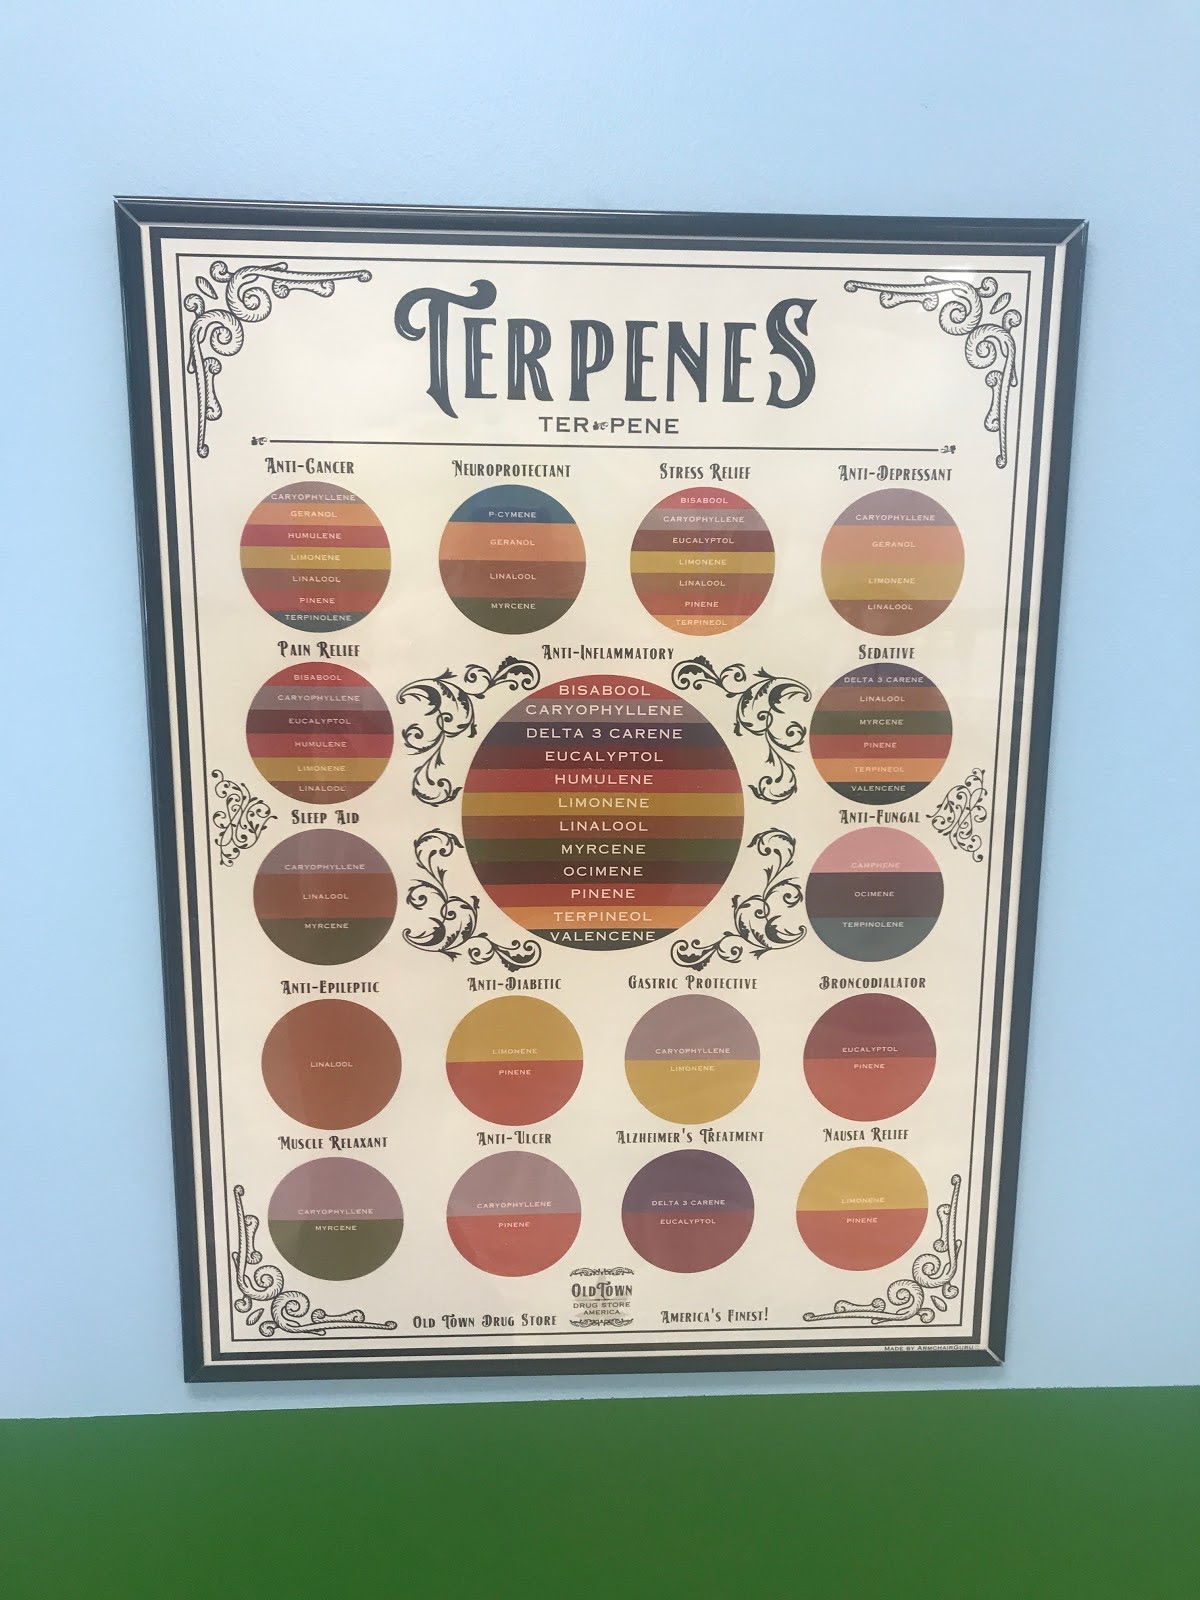 TERPENES
TER PENE
ANTI-CANCER
CARYOPHYLLENE
GERANOL
HUMULENE
LIMONENE
LINALOOL
PINENE
TERPINOLENE
NEUROPROTECTANT
P-CYMENE
GERANOL
LINALOOL
MYRCENE
STRESS RELIEF
BISABOOL
CARYOPHYLLENE
EUCALYPTOL
LIMONENE
LINALOOL
PINENE
TERPINEOL
ANTI-DEPRESSANT
CARYOPHYLLENE
GERANOL
LIMONENE
LINALOOL
PAIN RELIEF
BISABOOL
CARYOPHYLLENE
EUCALYPTOL
HUMULENE
LIMONENE
LINALOOL
ANTI-INFLAMMATORY
BISABOOL
CARYOPHYLLENE
DELTA 3 CARENE
EUCALYPTOL
HUMULENE
LIMONENE
LINALOOL
MYRCENE
OCIMENE
PINENE
TERPINEOL
VALENCENE
SEDATIVE
DELTA 3 CARENE
LINALOOL
MYRCENE
PINENE
TERPINEOL
VALENCENE
SLEEP AID
CARYOPHYLLENE
LINALOOL
MYRCENE
ANTI-FUNGAL
CAMPHENE
OCIMENE
TERPINOLENE
ANTI-EPILEPTIC
LINALOOL
ANTI-DIABETIC
LIMONENE
PINENE
GASTRIC PROTECTIVE
CARYOPHYLLENE
LIMONENE
BRONCODIALATOR
EUCALYPTOL
PINENE
MUSCLE RELAXANT
CARYOPHYLLENE
MYRCENE
ANTI-ULCER
CARYOPHYLLENE
PINENE
ALZHEIMER'S TREATMENT
DELTA 3 CARENE
EUCALYPTOL
NAUSEA RELIEF
LIMONENE
PINENE
OLD TOWN DRUG STORE
OLD TOWN
DRUG STORE
AMERICA
AMERICA'S FINEST!
MADE BY ARMCHAIRGURU